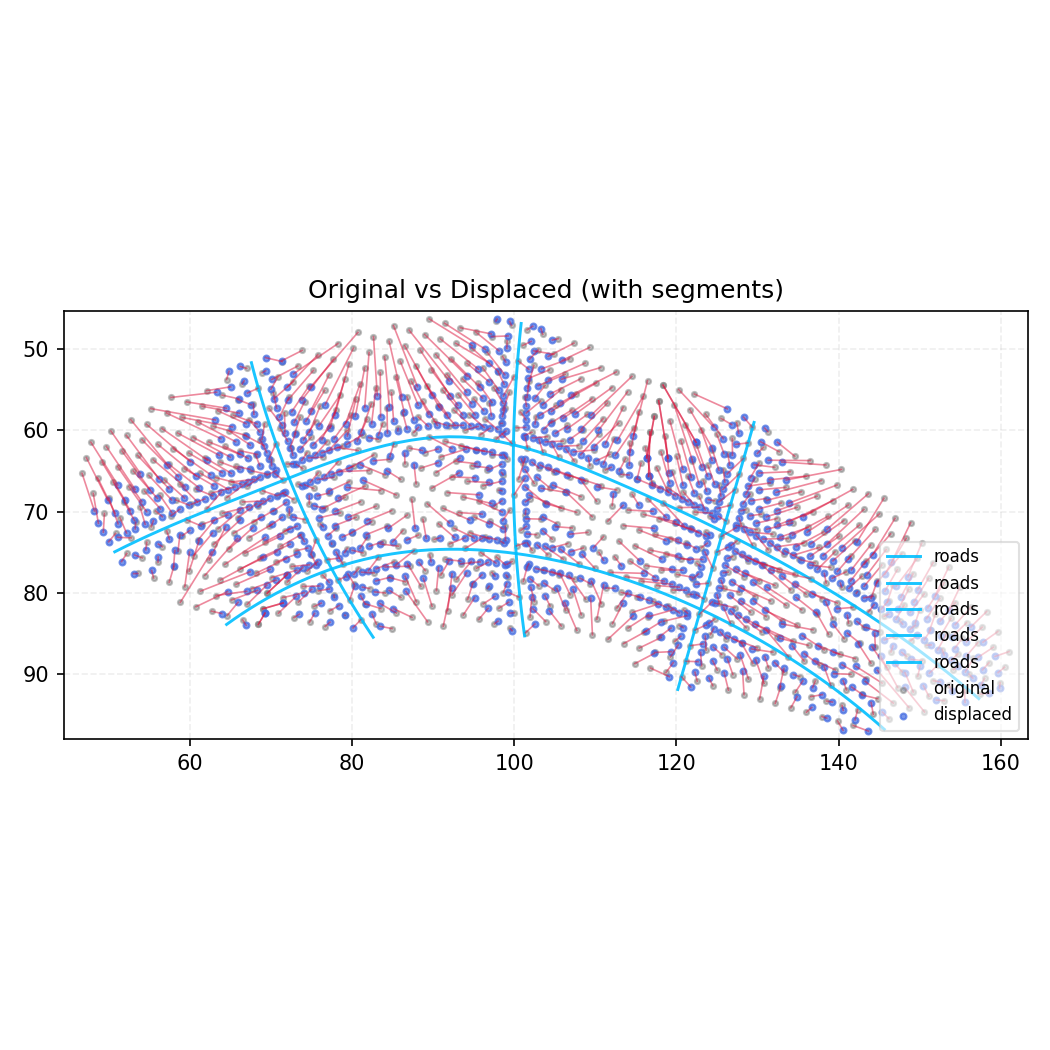 Original vs Displaced (with segments)
50
60
70
80
90
60
80
100
120
140
160
roads
roads
roads
roads
roads
original
displaced